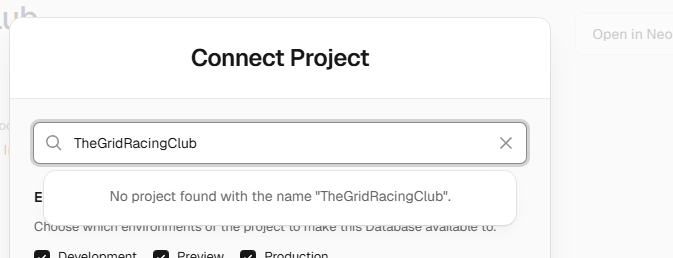 Connect Project
Open in Neo
TheGridRacingClub
No project found with the name "TheGridRacingClub".
Choose which environments of the project to make this Database available to.
Development Preview Production